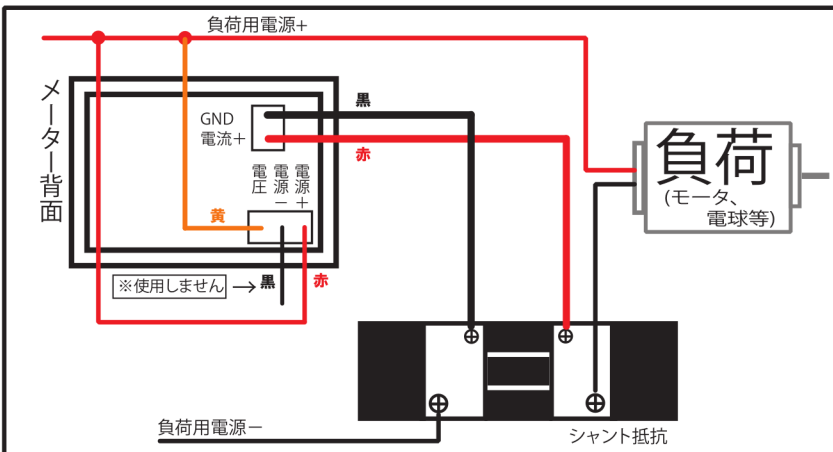 負荷用電源+
メーター背面
GND
電流+
黒
赤
電圧
電源−
電源+
黄
※使用しません
黒
赤
負荷
(モータ、
電球等)
負荷用電源−
シャント抵抗